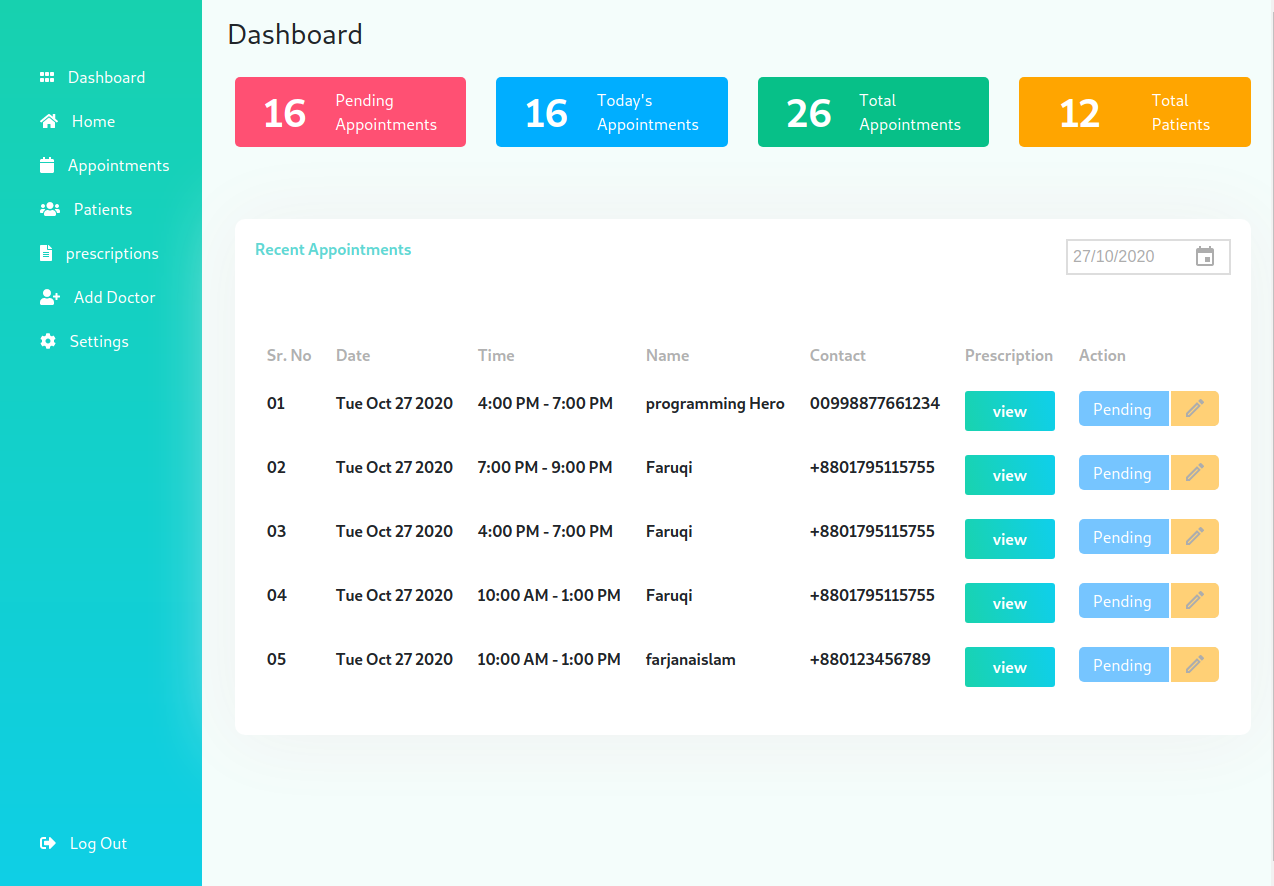 Dashboard
Home
Appointments
Patients
prescriptions
Add Doctor
Settings
Log Out
Dashboard
16 Pending
Appointments
16 Today's
Appointments
26 Total
Appointments
12 Total
Patients
Recent Appointments
27/10/2020
Sr. No Date Time Name Contact Prescription Action
01 Tue Oct 27 2020 4:00 PM - 7:00 PM programming Hero 00998877661234 view Pending
02 Tue Oct 27 2020 7:00 PM - 9:00 PM Faruqi +8801795115755 view Pending
03 Tue Oct 27 2020 4:00 PM - 7:00 PM Faruqi +8801795115755 view Pending
04 Tue Oct 27 2020 10:00 AM - 1:00 PM Faruqi +8801795115755 view Pending
05 Tue Oct 27 2020 10:00 AM - 1:00 PM farjanaislam +880123456789 view Pending